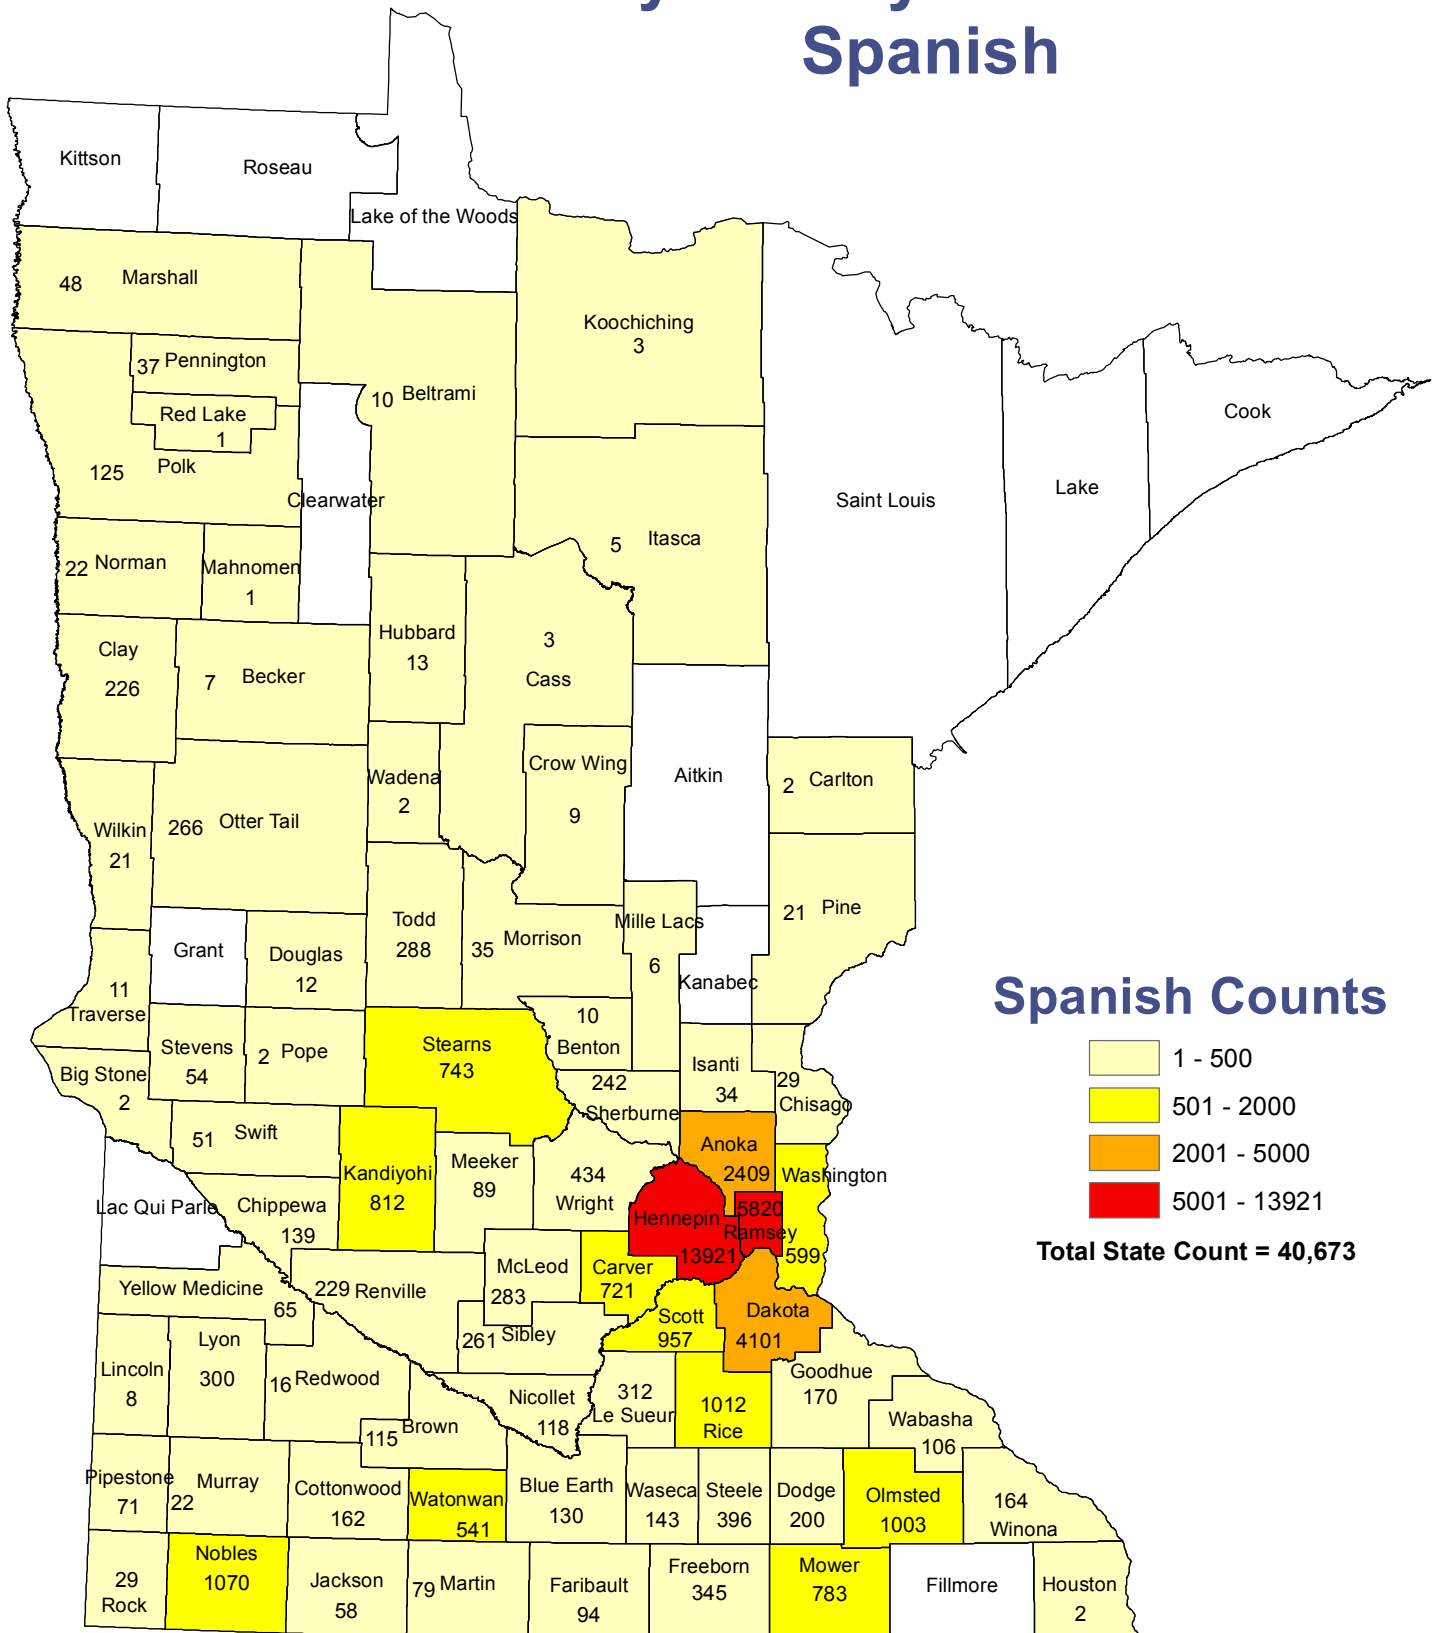 Spanish
Kittson
Roseau
Lake of the Woods
48 Marshall
Koochiching
3
37 Pennington
10 Beltrami
Red Lake
1
Cook
125 Polk
Clearwater
Saint Louis
Lake
5 Itasca
22 Norman
Mahnomen
1
Hubbard
13
3
Cass
Clay
226
7 Becker
Crow Wing
9
Aitkin
2 Carlton
Wadena
2
266 Otter Tail
Wilkin
21
21 Pine
Todd
288
35 Morrison
Mille Lacs
6
Grant
Douglas
12
Kanabec
11
Traverse
Spanish Counts
1 - 500
501 - 2000
2001 - 5000
5001 - 13921
Total State Count = 40,673
10
Benton
Stearns
743
Stevens
54
2 Pope
Isanti
34
Big Stone
2
242
Sherburne
29
Chisago
51 Swift
Anoka
2409
Kandiyohi
812
Meeker
89
434
Wright
Washington
599
Lac Qui Parle
Chippewa
139
Hennepin
13921
5820
Ramsey
Yellow Medicine
65
229 Renville
McLeod
283
Carver
721
Scott
957
Dakota
4101
261 Sibley
Lyon
300
Lincoln
8
16 Redwood
Goodhue
170
Nicollet
118
312
Le Sueur
1012
Rice
Wabasha
106
115 Brown
Pipestone
71
22 Murray
Cottonwood
162
Watonwan
541
Blue Earth
130
Waseca
143
Steele
396
Dodge
200
Olmsted
1003
164
Winona
29
Rock
Nobles
1070
Jackson
58
79 Martin
Faribault
94
Freeborn
345
Mower
783
Fillmore
Houston
2